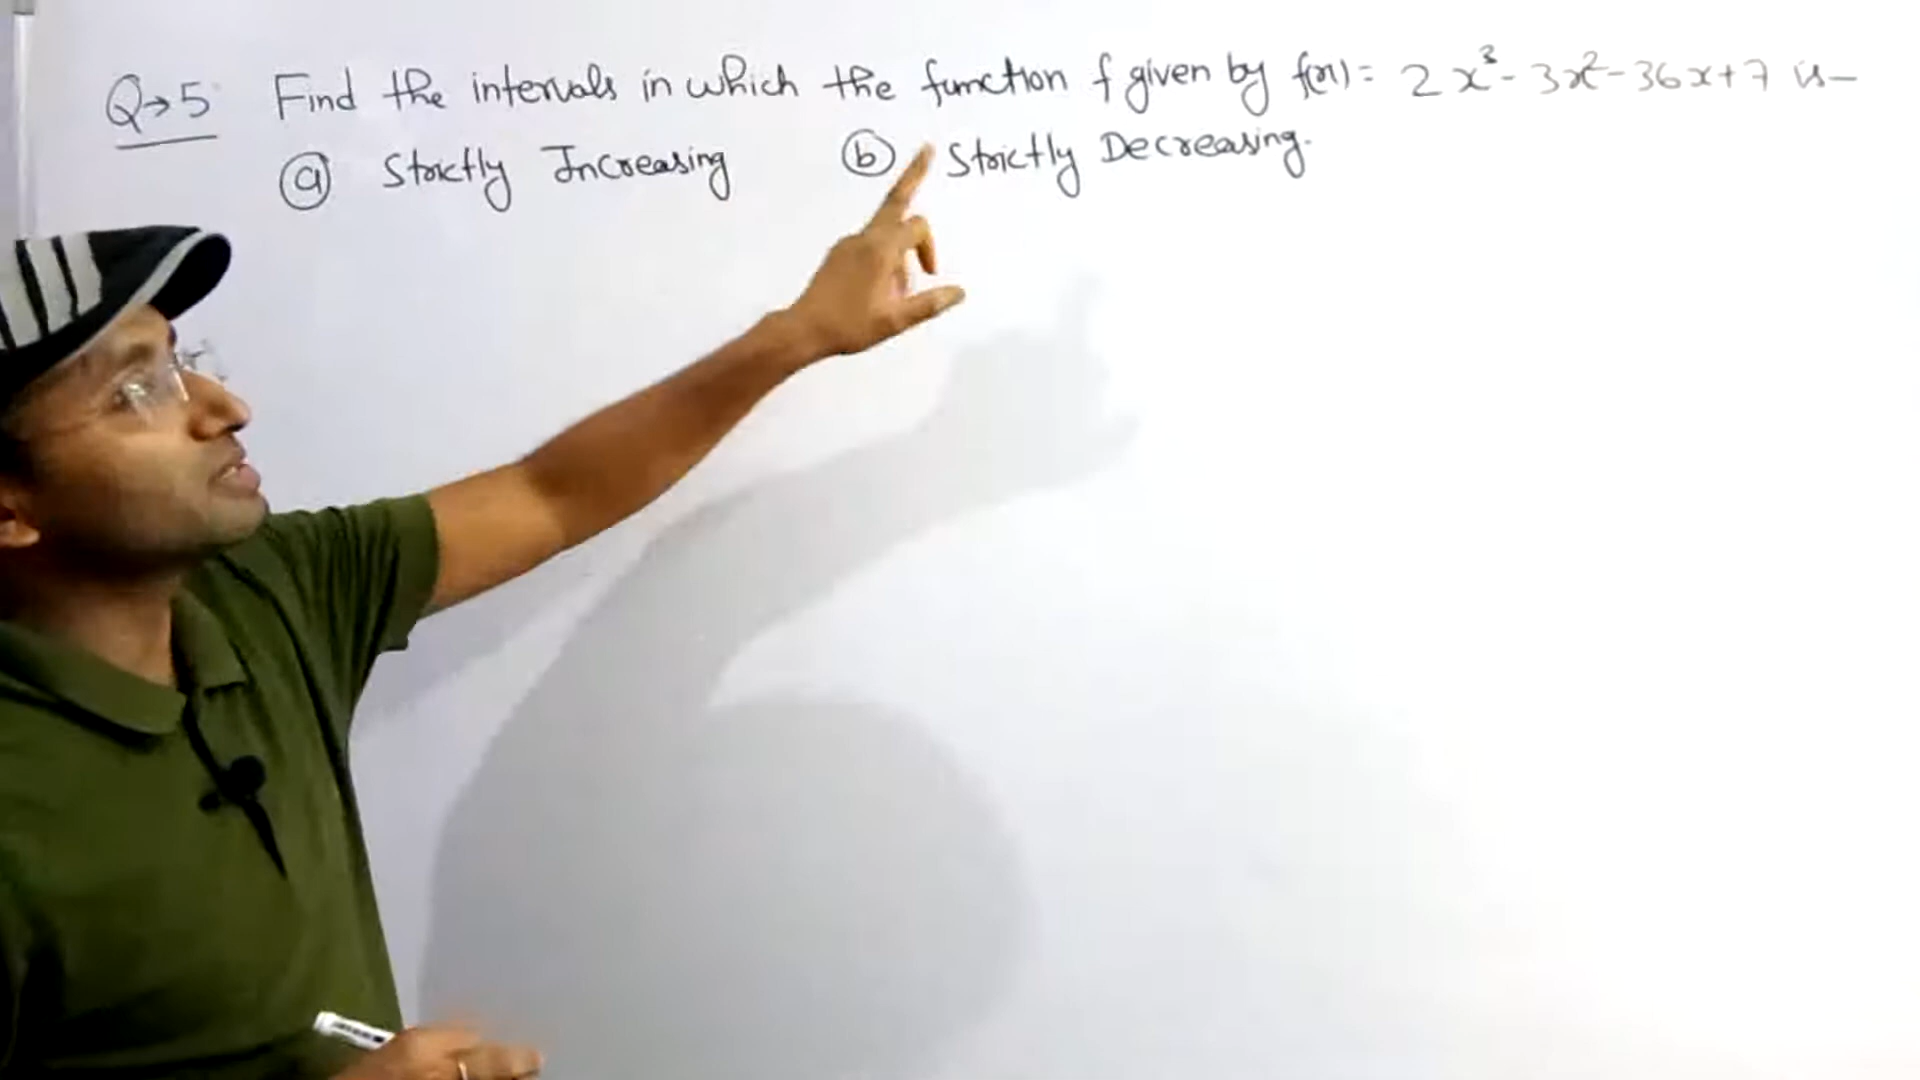 Q→5 Find the intervals in which the function f given by f(x) = 2x³ - 3x² - 36x + 7 is —
ⓐ Strictly Increasing ⓑ Strictly Decreasing.